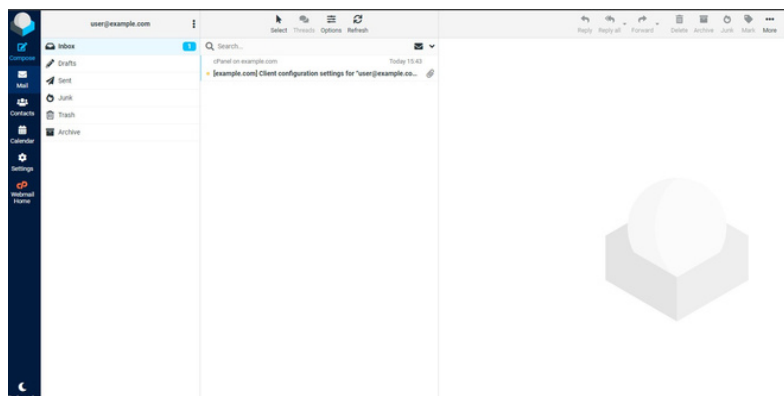 user@example.com
Select Threads Options Refresh
Reply Reply all Forward Delete Archive Junk Mark More
Compose
Mail
Contacts
Calendar
Settings
cP
Webmail
Home
Inbox 1
Drafts
Sent
Junk
Trash
Archive
Search...
cPanel on example.com Today 15:43
[example.com] Client configuration settings for "user@example.co...